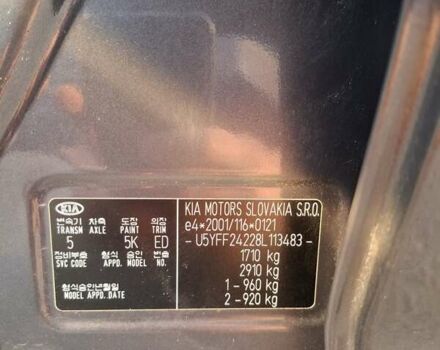 KIA
변속기 차축 도장 외장
TRANSM AXLE PAINT TRIM
5 5K ED
정비부호 형식 승인 번호
SVC CODE TYPE APPD. NO.
형식승인년월일
MODEL APPD. DATE
KIA MOTORS SLOVAKIA S.R.O.
e4*2001/116*0121
- U5YFF24228L113483 -
1710 kg
2910 kg
1 - 960 kg
2 - 920 kg